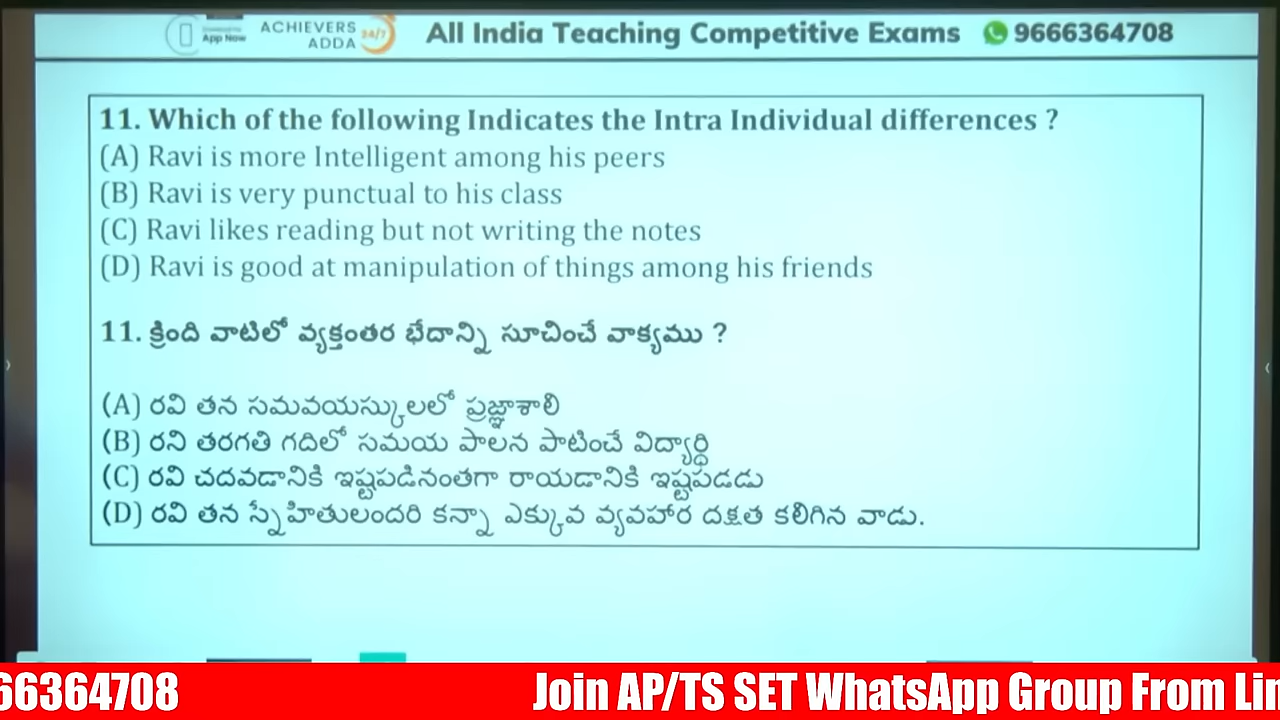 App Now
ACHIEVERS
ADDA 24/7
All India Teaching Competitive Exams 9666364708
11. Which of the following Indicates the Intra Individual differences ?
(A) Ravi is more Intelligent among his peers
(B) Ravi is very punctual to his class
(C) Ravi likes reading but not writing the notes
(D) Ravi is good at manipulation of things among his friends
11. క్రింది వాటిలో వ్యక్తంతర భేదాన్ని సూచించే వాక్యము ?
(A) రవి తన సమవయస్కులలో ప్రజ్ఞాశాలి
(B) రని తరగతి గదిలో సమయ పాలన పాటించే విద్యార్ధి
(C) రవి చదవడానికి ఇష్టపడినంతగా రాయడానికి ఇష్టపడడు
(D) రవి తన స్నేహితులందరి కన్నా ఎక్కువ వ్యవహార దక్షత కలిగిన వాడు.
66364708 Join AP/TS SET WhatsApp Group From Lin